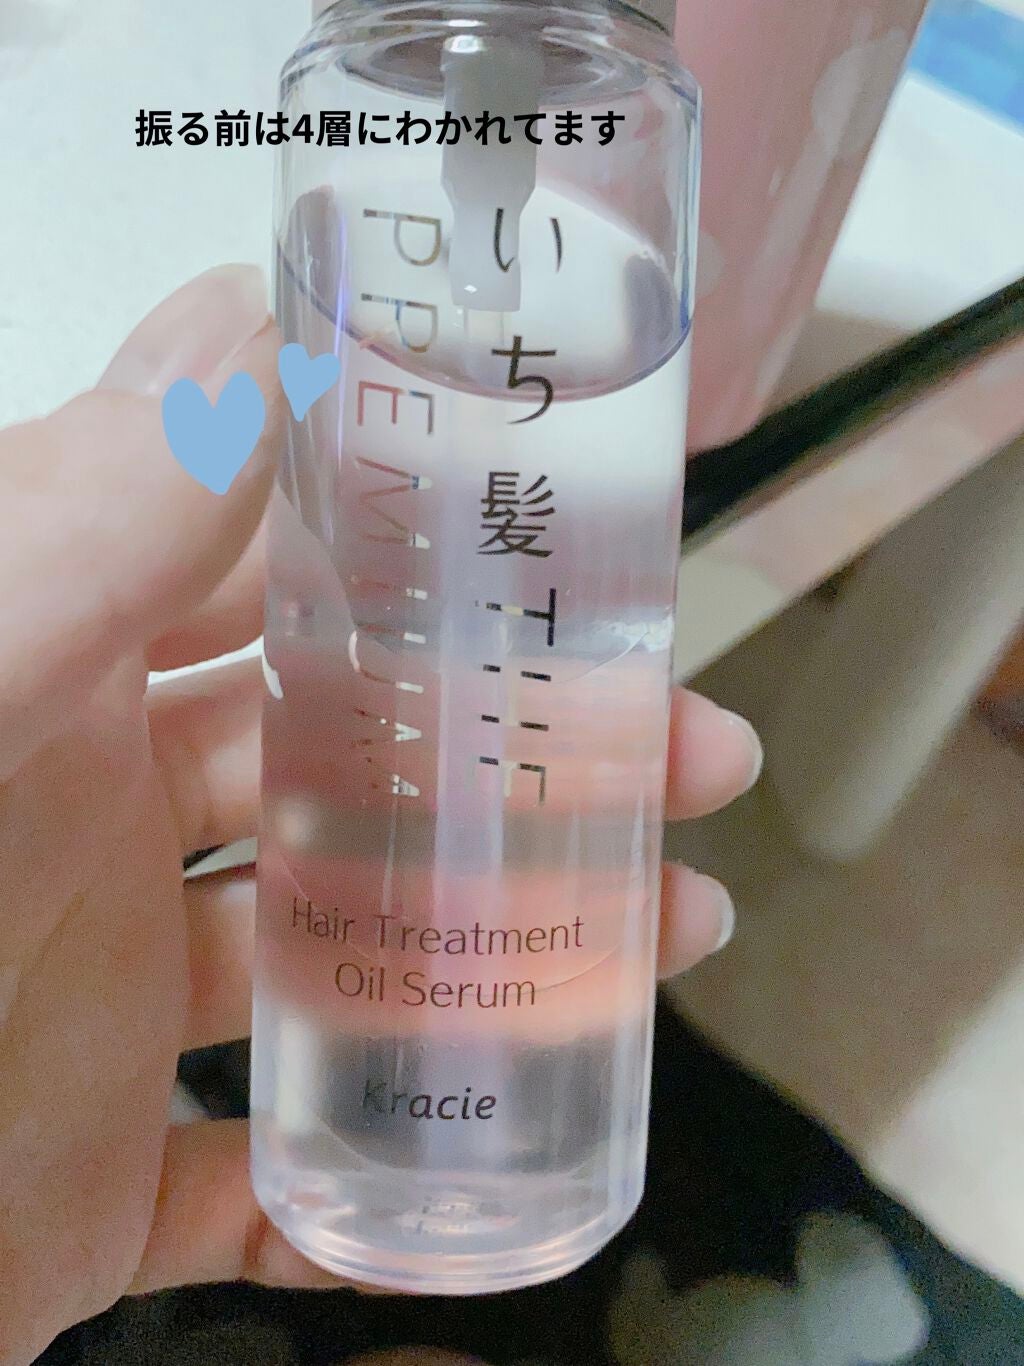 振る前は4層にわかれてます
いち髪 THE
PREMIUM
Hair Treatment
Oil Serum
Kracie